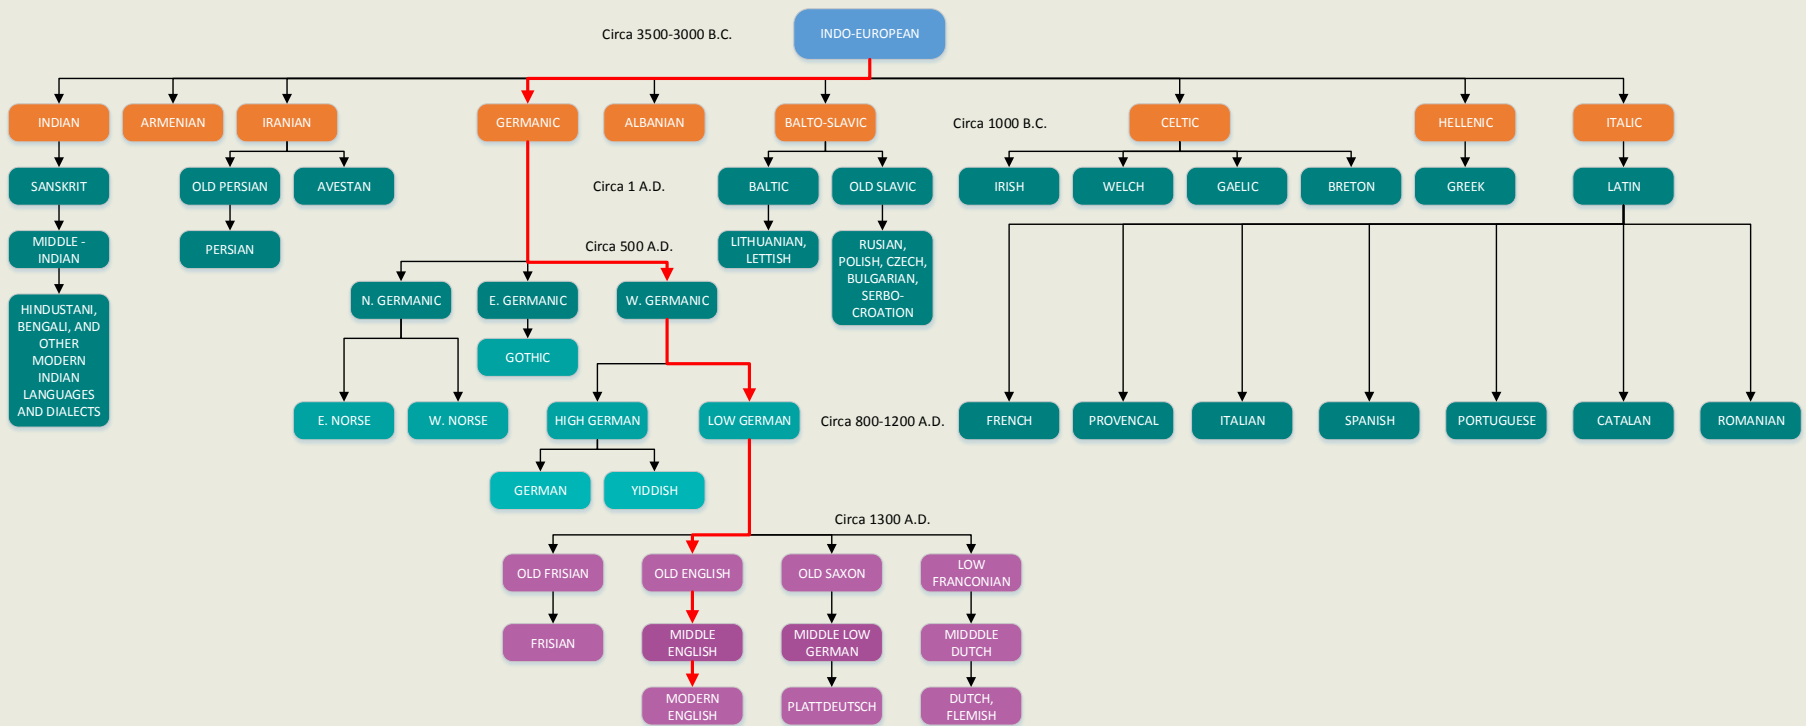 Circa 3500-3000 B.C.
INDO-EUROPEAN
INDIAN
ARMENIAN
IRANIAN
GERMANIC
ALBANIAN
BALTO-SLAVIC
Circa 1000 B.C.
CELTIC
HELLENIC
ITALIC
SANSKRIT
OLD PERSIAN
AVESTAN
Circa 1 A.D.
BALTIC
OLD SLAVIC
IRISH
WELCH
GAELIC
BRETON
GREEK
LATIN
MIDDLE -
INDIAN
PERSIAN
Circa 500 A.D.
LITHUANIAN,
LETTISH
RUSIAN,
POLISH, CZECH,
BULGARIAN,
SERBO-
CROATION
HINDUSTANI,
BENGALI, AND
OTHER
MODERN
INDIAN
LANGUAGES
AND DIALECTS
N. GERMANIC
E. GERMANIC
W. GERMANIC
GOTHIC
E. NORSE
W. NORSE
HIGH GERMAN
LOW GERMAN
Circa 800-1200 A.D.
FRENCH
PROVENCAL
ITALIAN
SPANISH
PORTUGUESE
CATALAN
ROMANIAN
GERMAN
YIDDISH
Circa 1300 A.D.
OLD FRISIAN
OLD ENGLISH
OLD SAXON
LOW
FRANCONIAN
FRISIAN
MIDDLE
ENGLISH
MIDDLE LOW
GERMAN
MIDDDLE
DUTCH
MODERN
ENGLISH
PLATTDEUTSCH
DUTCH,
FLEMISH